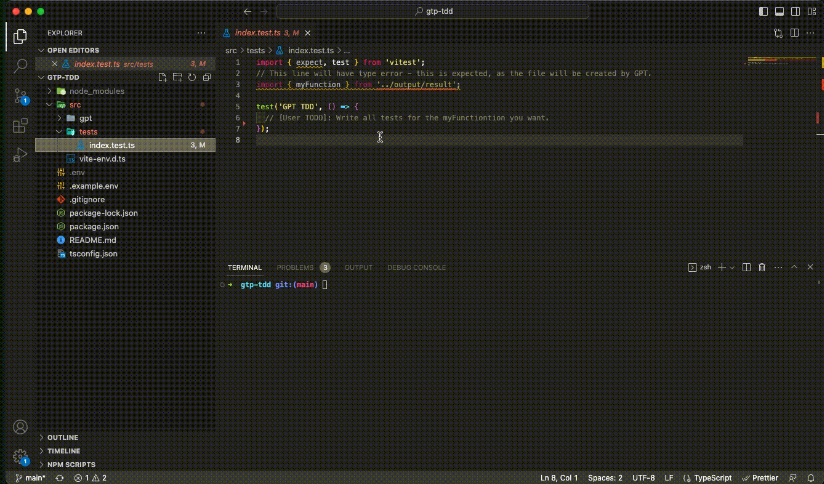 gtp-tdd
EXPLORER
OPEN EDITORS
index.test.ts src/tests 3, M
GTP-TDD
node_modules
src
gpt
tests
index.test.ts 3, M
vite-env.d.ts
.env
.example.env
.gitignore
package-lock.json
package.json
README.md
tsconfig.json
OUTLINE
TIMELINE
NPM SCRIPTS
index.test.ts 3, M
src > tests > index.test.ts > ...
1 import { expect, test } from 'vitest';
2 // This line will have type error - this is expected, as the file will be created by GPT.
3 import { myFunction } from '../output/result';
4
5 test('GPT TDD', () => {
6 // [User TODO]: Write all tests for the myFunctiontion you want.
7 });
8
TERMINAL PROBLEMS 3 OUTPUT DEBUG CONSOLE zsh
gtp-tdd git:(main)
1
1
main* 1 2 Ln 8, Col 1 Spaces: 2 UTF-8 LF TypeScript Prettier